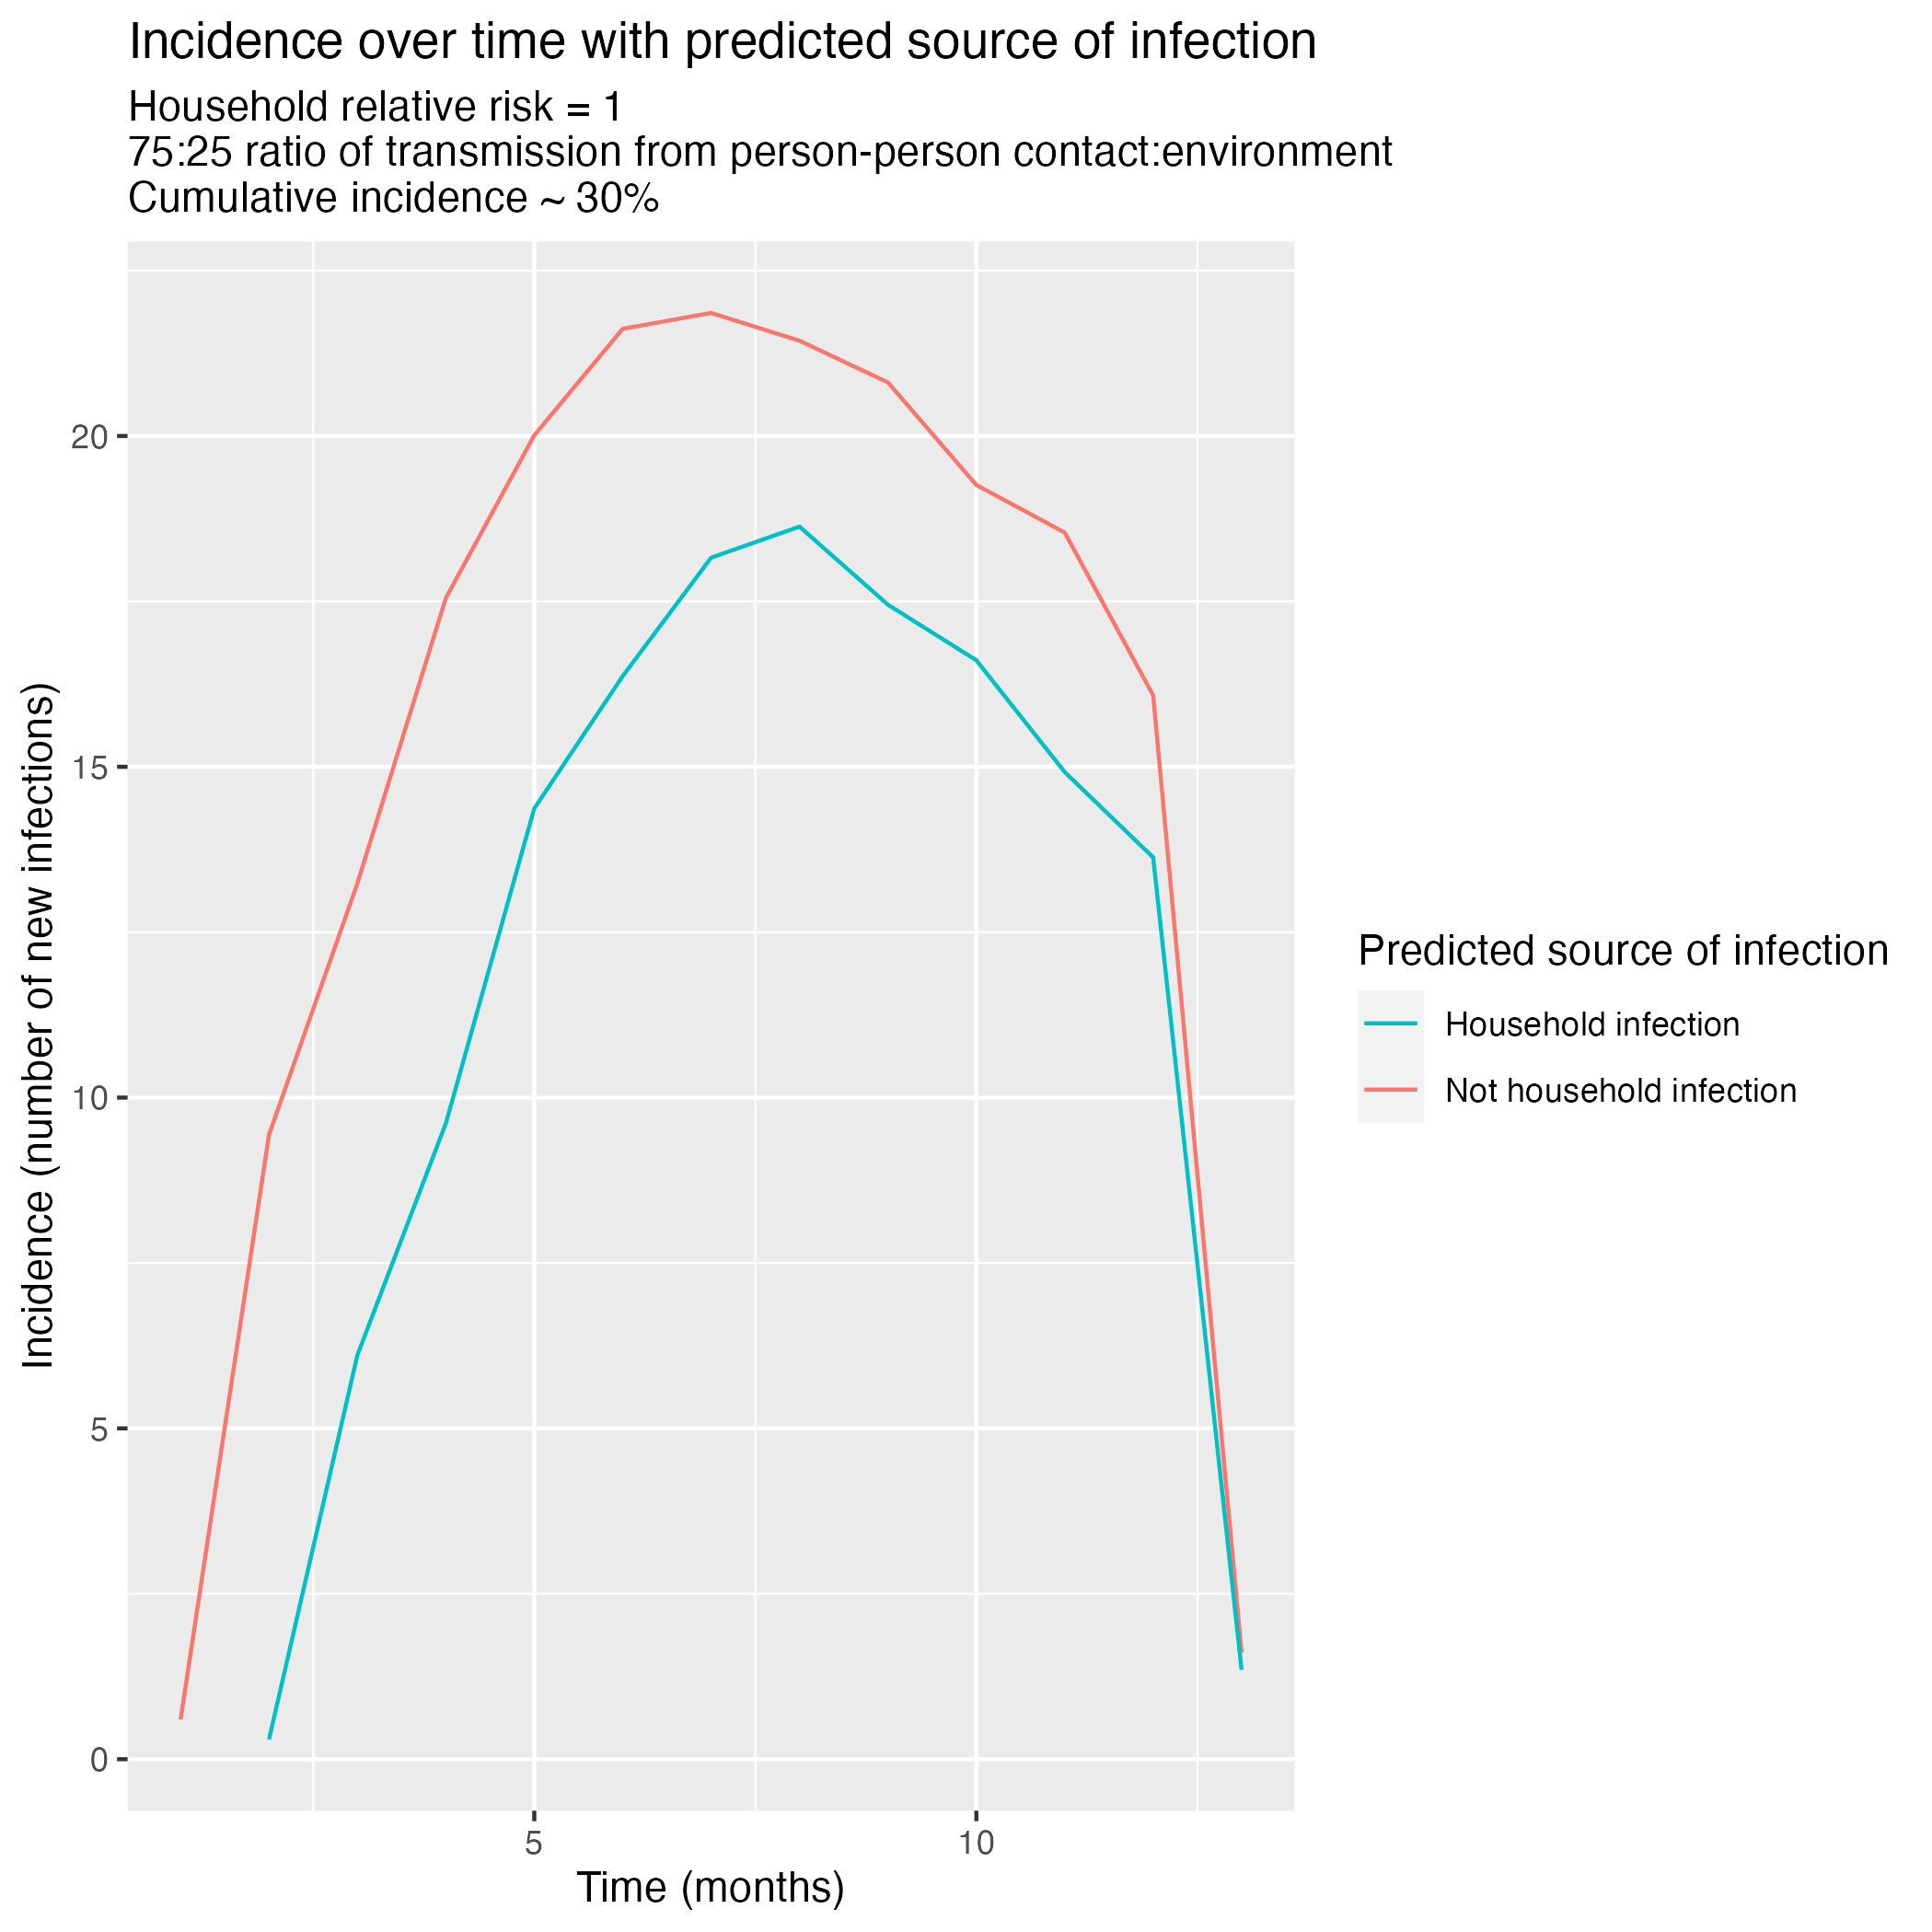 Incidence over time with predicted source of infection
Household relative risk = 1
75:25 ratio of transmission from person-person contact:environment
Cumulative incidence ~ 30%
Incidence (number of new infections)
20
15
10
5
0
5
10
Time (months)
Predicted source of infection
Household infection
Not household infection